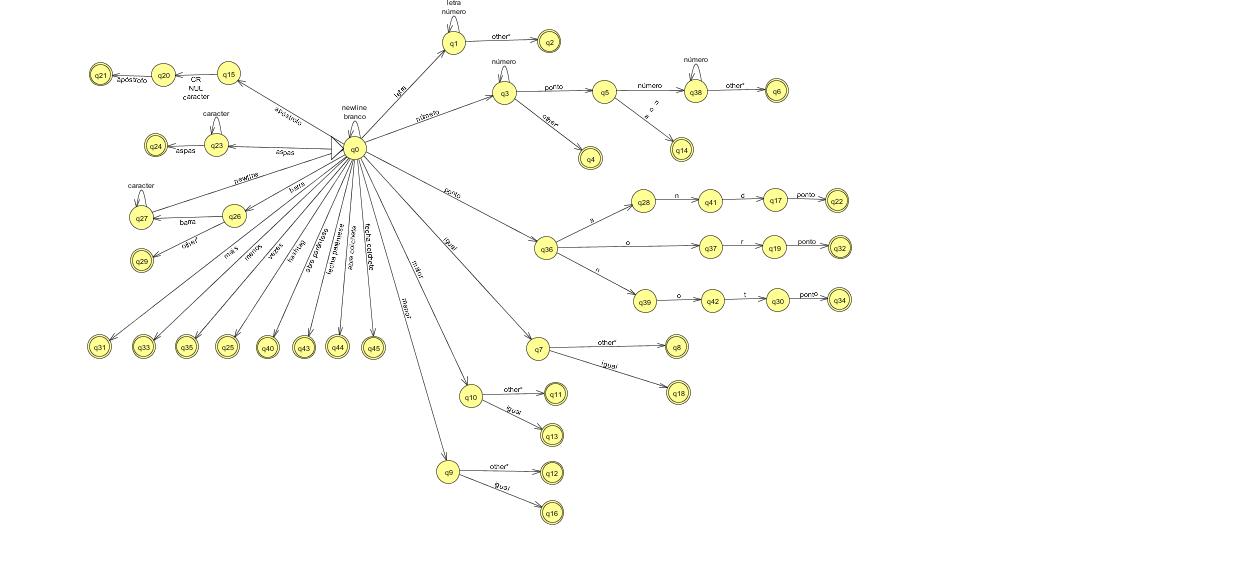 letra
número
q1
other*
q2
q21
apóstrofo
q20
CR
NUL
caracter
q15
apóstrofo
letra
número
q3
ponto
q5
número
número
q38
other*
q6
número
other*
q4
n
o
a
q14
newline
branco
q0
caracter
q24
aspas
q23
aspas
caracter
q27
newline
barra
barra
q26
other*
q29
mais
menos
vezes
hashtag
abre parêntese
fecha parêntese
abre colchete
fecha colchete
q31
q33
q35
q25
q40
q43
q44
q45
ponto
q36
a
q28
n
q41
d
q17
ponto
q22
o
q37
r
q19
ponto
q32
n
q39
o
q42
t
q30
ponto
q34
igual
q7
other*
q8
igual
q18
maior
q10
other*
q11
igual
q13
menor
q9
other*
q12
igual
q16